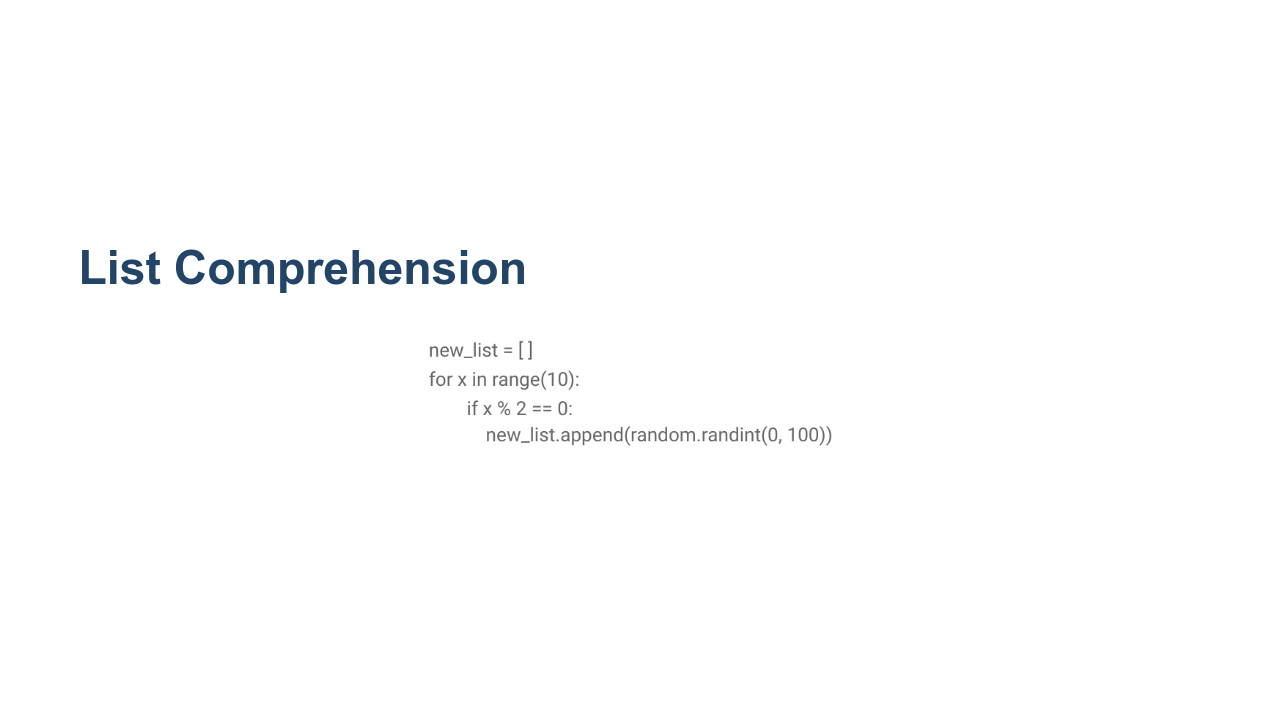 List Comprehension
new_list = [ ]
for x in range(10):
if x % 2 == 0:
new_list.append(random.randint(0, 100))